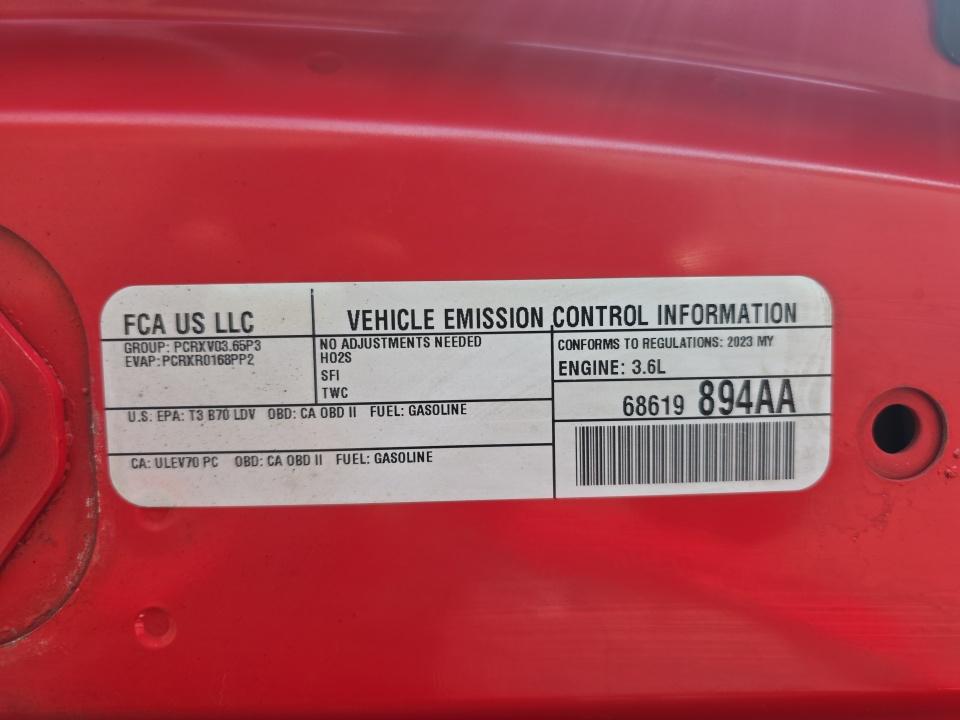 FCA US LLC
VEHICLE EMISSION CONTROL INFORMATION
GROUP: PCRXV03.65P3
EVAP: PCRXR0168PP2
NO ADJUSTMENTS NEEDED
HO2S
SFI
TWC
CONFORMS TO REGULATIONS: 2023 MY
ENGINE: 3.6L
68619 894AA
U.S. EPA: T3 B70 LDV OBD: CA OBD II FUEL: GASOLINE
CA: ULEV70 PC OBD: CA OBD II FUEL: GASOLINE